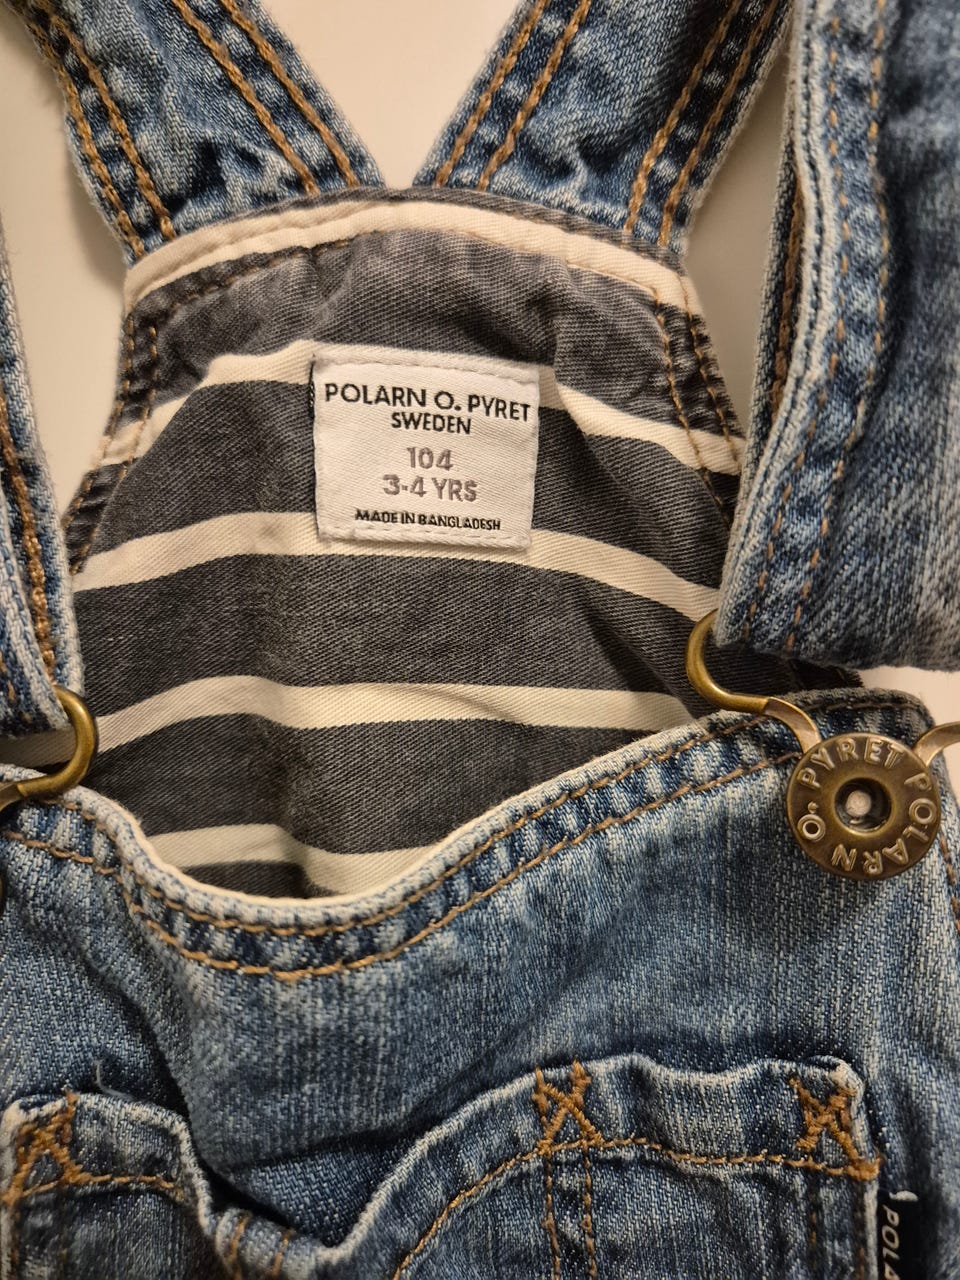 POLARN O. PYRET
SWEDEN
104
3-4 YRS
MADE IN BANGLADESH
POLARN O. PYRET